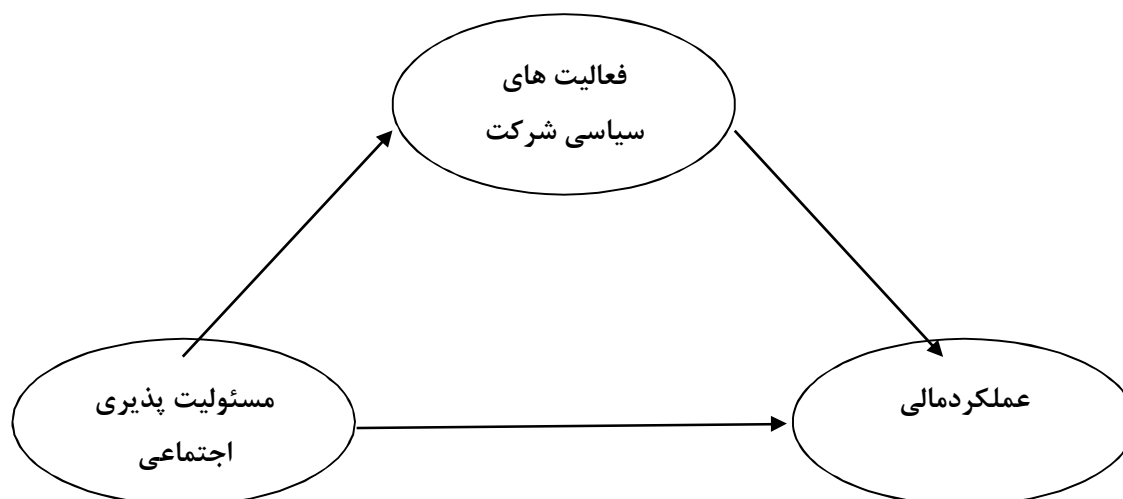 فعالیت های
سیاسی شرکت
مسئولیت پذیری
اجتماعی
عملکردمالی